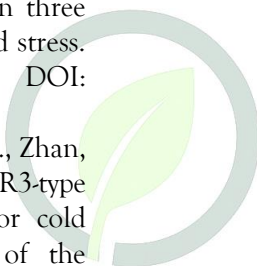 n three
d stress.
DOI:
., Zhan,
R3-type
or cold
of the